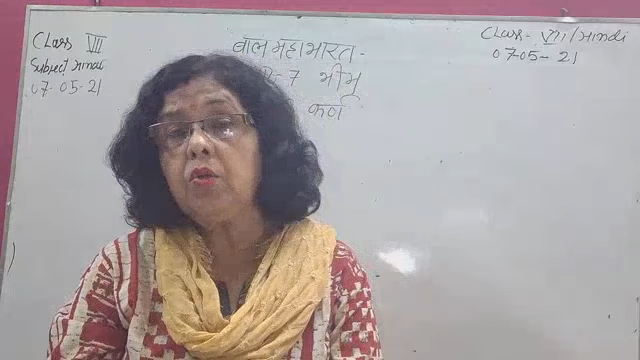 Class VII
Subject Hindi
07-05-21
बाल महाभारत -
7 भीम
कर्ण
Class- VII / Hindi
07-05-21